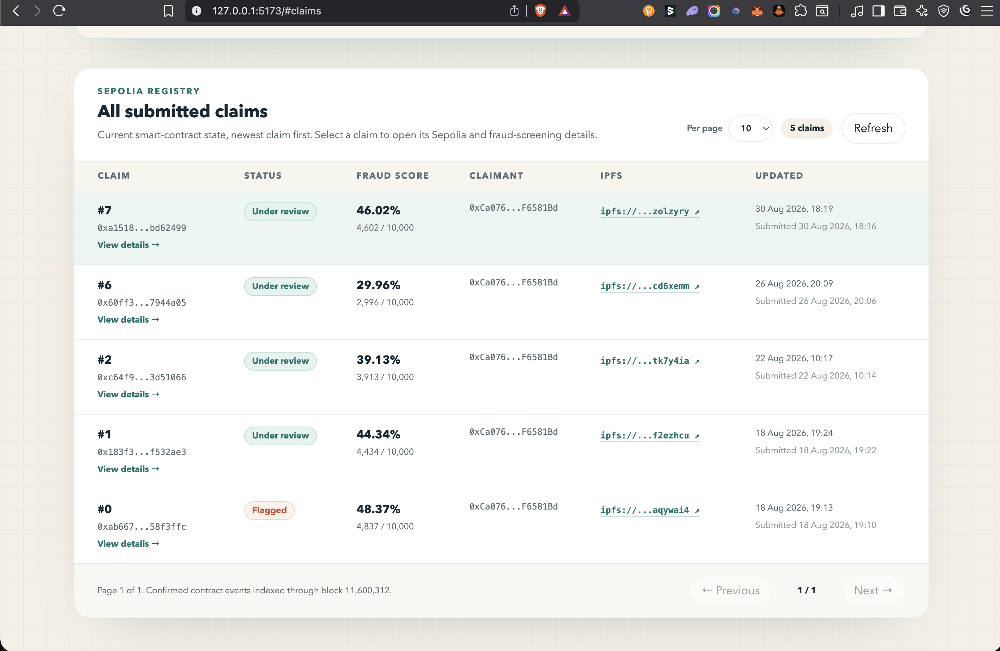 127.0.0.1:5173/#claims
SEPOLIA REGISTRY
All submitted claims
Current smart-contract state, newest claim first. Select a claim to open its Sepolia and fraud-screening details.
Per page 10 5 claims Refresh
CLAIM STATUS FRAUD SCORE CLAIMANT IPFS UPDATED
#7 Under review 46.02% 0xCa076...F6581Bd ipfs://...zolzyry ↗ 30 Aug 2026, 18:19
0xa1518...bd62499 4,602 / 10,000 Submitted 30 Aug 2026, 18:16
View details →
#6 Under review 29.96% 0xCa076...F6581Bd ipfs://...cd6xemm ↗ 26 Aug 2026, 20:09
0x60ff3...7944a05 2,996 / 10,000 Submitted 26 Aug 2026, 20:06
View details →
#2 Under review 39.13% 0xCa076...F6581Bd ipfs://...tk7y4ia ↗ 22 Aug 2026, 10:17
0xc64f9...3d51066 3,913 / 10,000 Submitted 22 Aug 2026, 10:14
View details →
#1 Under review 44.34% 0xCa076...F6581Bd ipfs://...f2ezhcu ↗ 18 Aug 2026, 19:24
0x183f3...f532ae3 4,434 / 10,000 Submitted 18 Aug 2026, 19:22
View details →
#0 Flagged 48.37% 0xCa076...F6581Bd ipfs://...aqywai4 ↗ 18 Aug 2026, 19:13
0xab667...58f3ffc 4,837 / 10,000 Submitted 18 Aug 2026, 19:10
View details →
Page 1 of 1. Confirmed contract events indexed through block 11,600,312. ← Previous 1 / 1 Next →